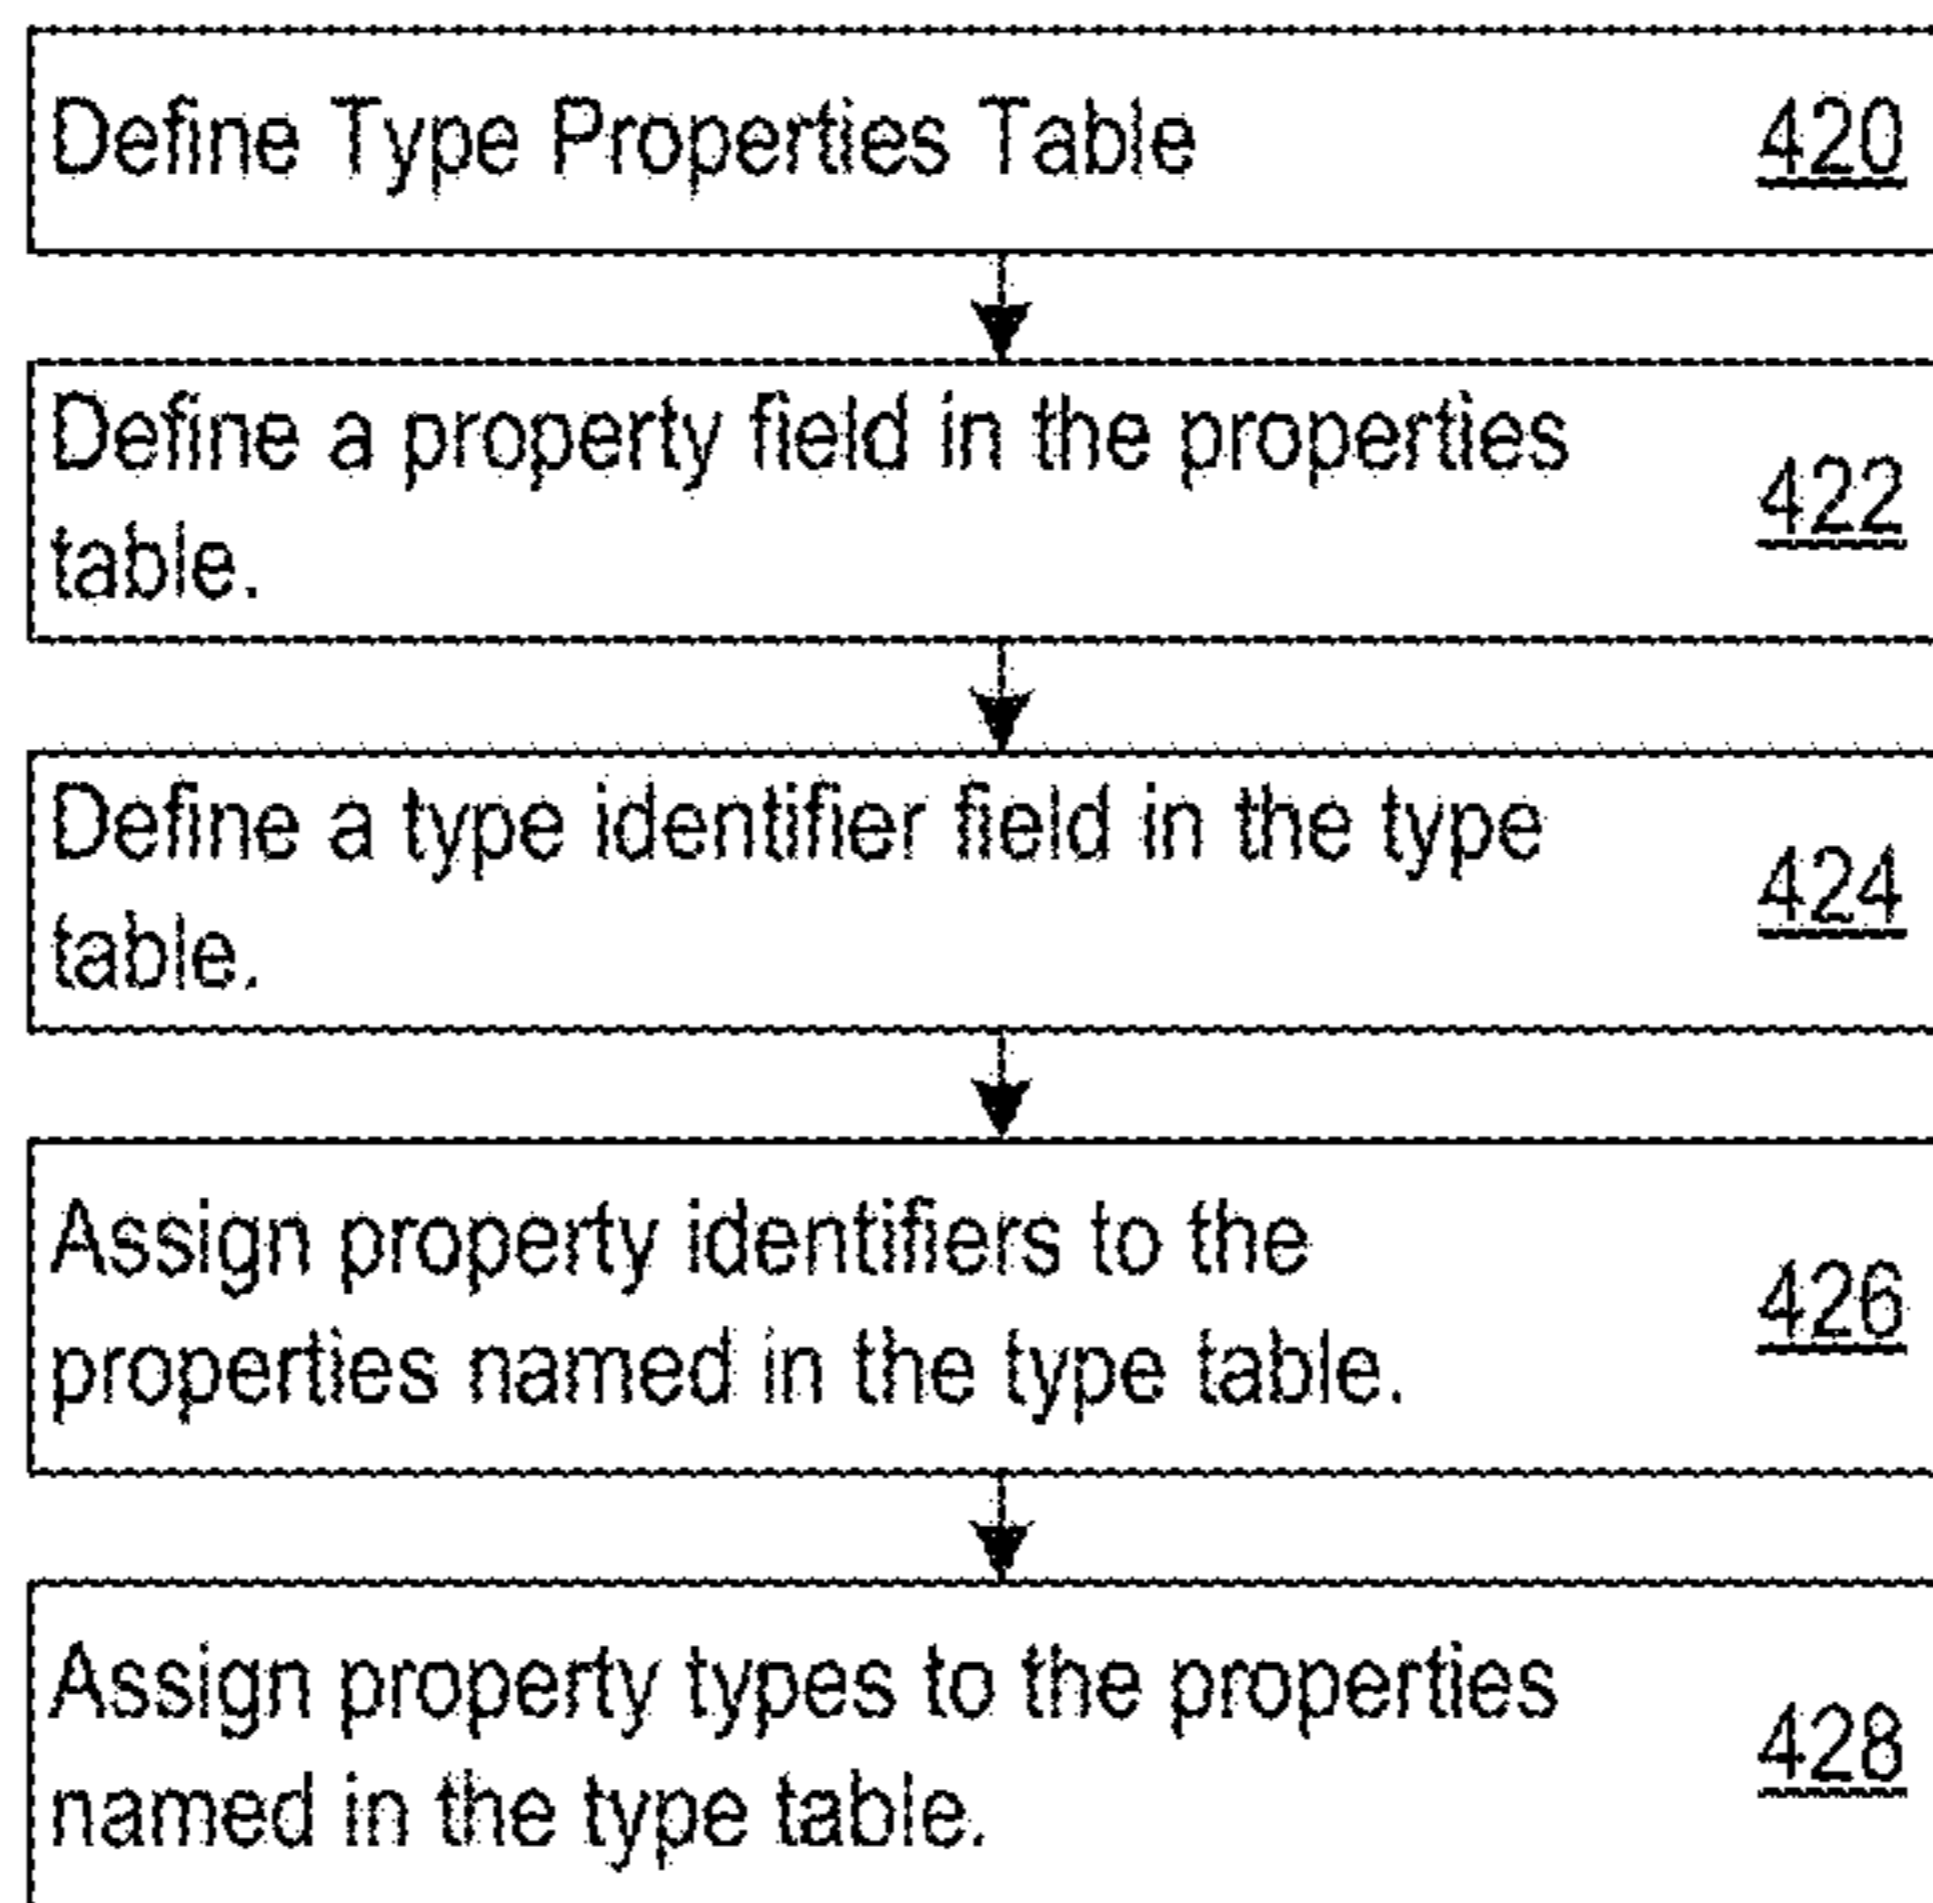 Define Type Properties Table 420
Define a property field in the properties
table.
422
Define a type identifier field in the type
table.
424
Assign property identifiers to the
properties named in the type table.
426
Assign property types to the properties
named in the type table.
428